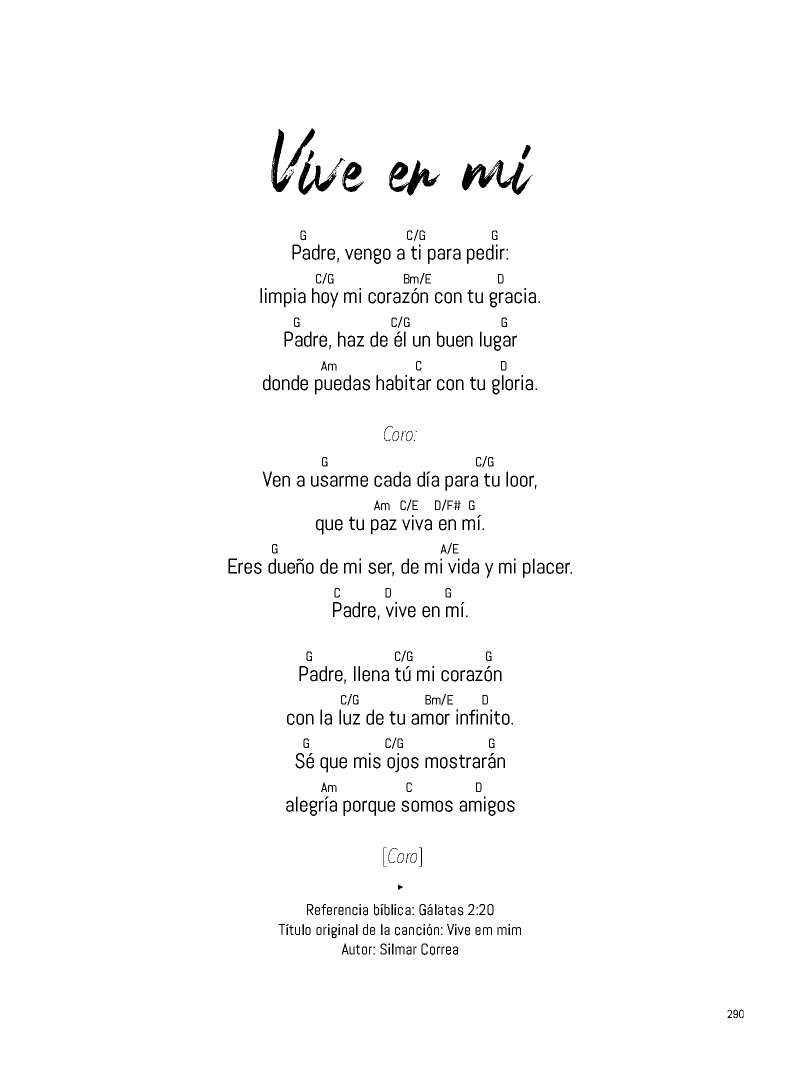 Vive en mí
G C/G G
Padre, vengo a ti para pedir:
C/G Bm/E D
limpia hoy mi corazón con tu gracia.
G C/G G
Padre, haz de él un buen lugar
Am C D
donde puedas habitar con tu gloria.
Coro:
G C/G
Ven a usarme cada día para tu loor,
Am C/E D/F# G
que tu paz viva en mí.
G A/E
Eres dueño de mi ser, de mi vida y mi placer.
C D G
Padre, vive en mí.
G C/G G
Padre, llena tú mi corazón
C/G Bm/E D
con la luz de tu amor infinito.
G C/G G
Sé que mis ojos mostrarán
Am C D
alegría porque somos amigos
[Coro]
Referencia bíblica: Gálatas 2:20
Título original de la canción: Vive em mim
Autor: Silmar Correa
290